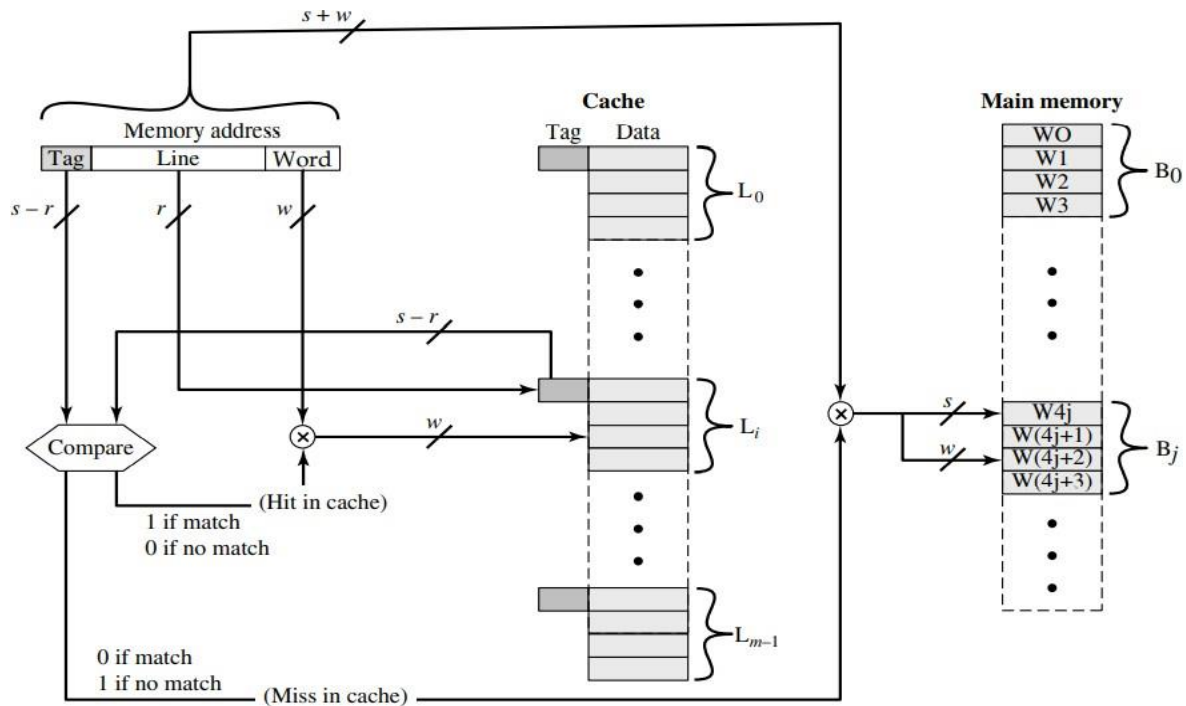 s + w
Cache
Main memory
Memory address
Tag Data
Tag Line Word
WO
W1
W2
W3
B0
L0
s – r
r
w
s – r
W4j
W(4j+1)
W(4j+2)
W(4j+3)
Bj
s
w
Compare
w
Li
(Hit in cache)
1 if match
0 if no match
Lm–1
0 if match
1 if no match
(Miss in cache)